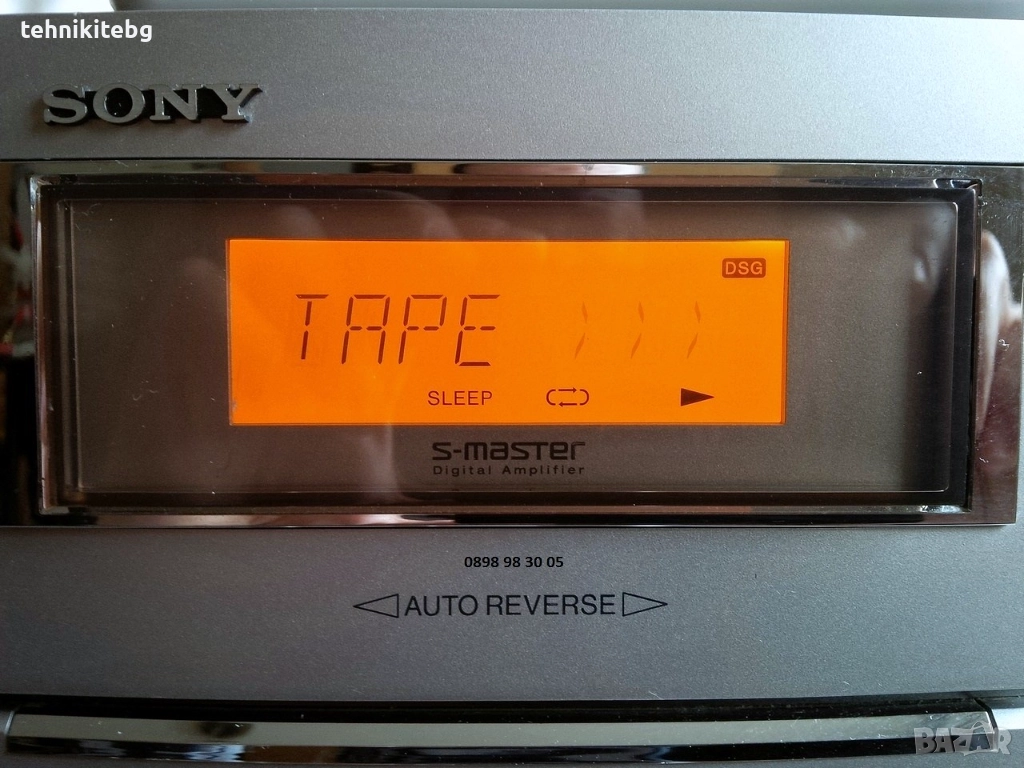 tehnikitebg
SONY
DSG
TAPE
SLEEP
S-master
Digital Amplifier
0898 98 30 05
AUTO REVERSE
BAZAR